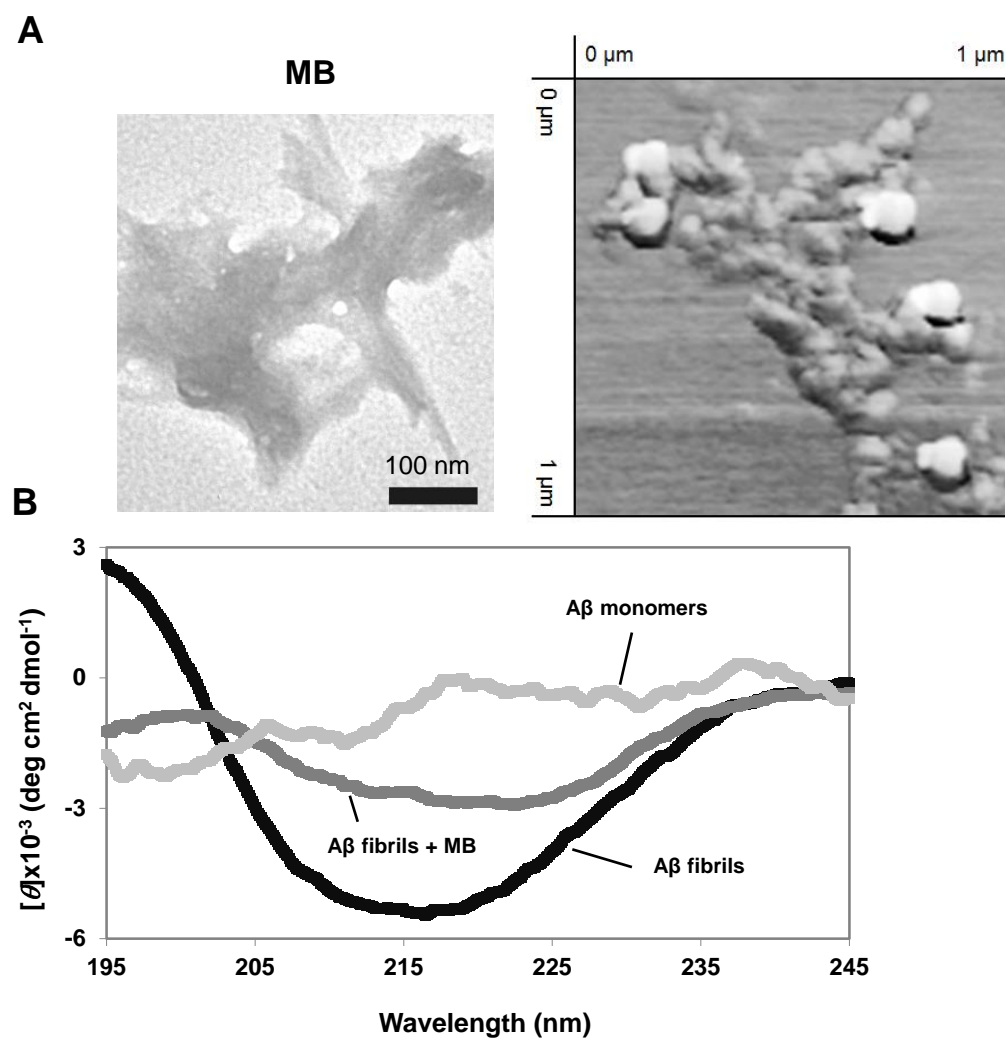 A
MB
0 µm
1 µm
0 µm
1 µm
100 nm
B
3
0
-3
-6
[θ]x10⁻³ (deg cm² dmol⁻¹)
Aβ monomers
Aβ fibrils + MB
Aβ fibrils
195
205
215
225
235
245
Wavelength (nm)